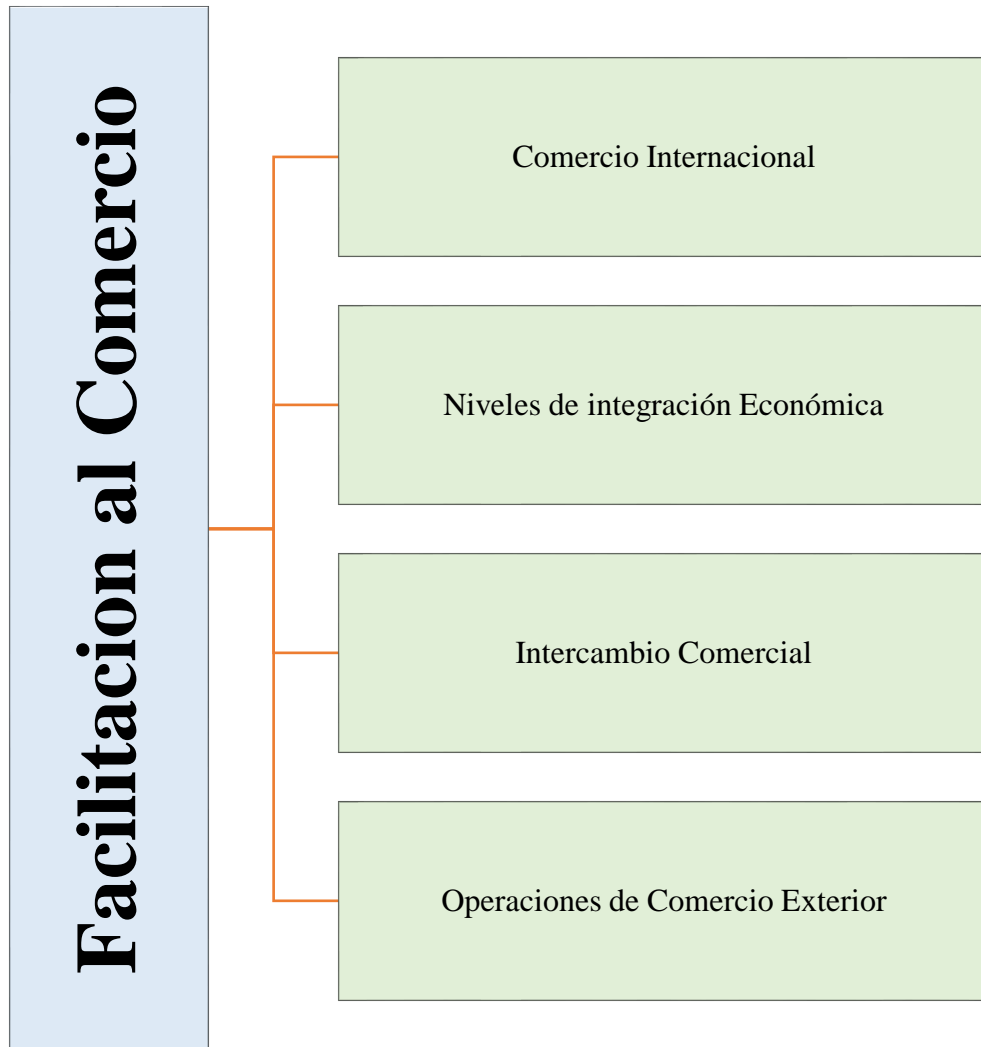 Facilitacion al Comercio
Comercio Internacional
Niveles de integración Económica
Intercambio Comercial
Operaciones de Comercio Exterior